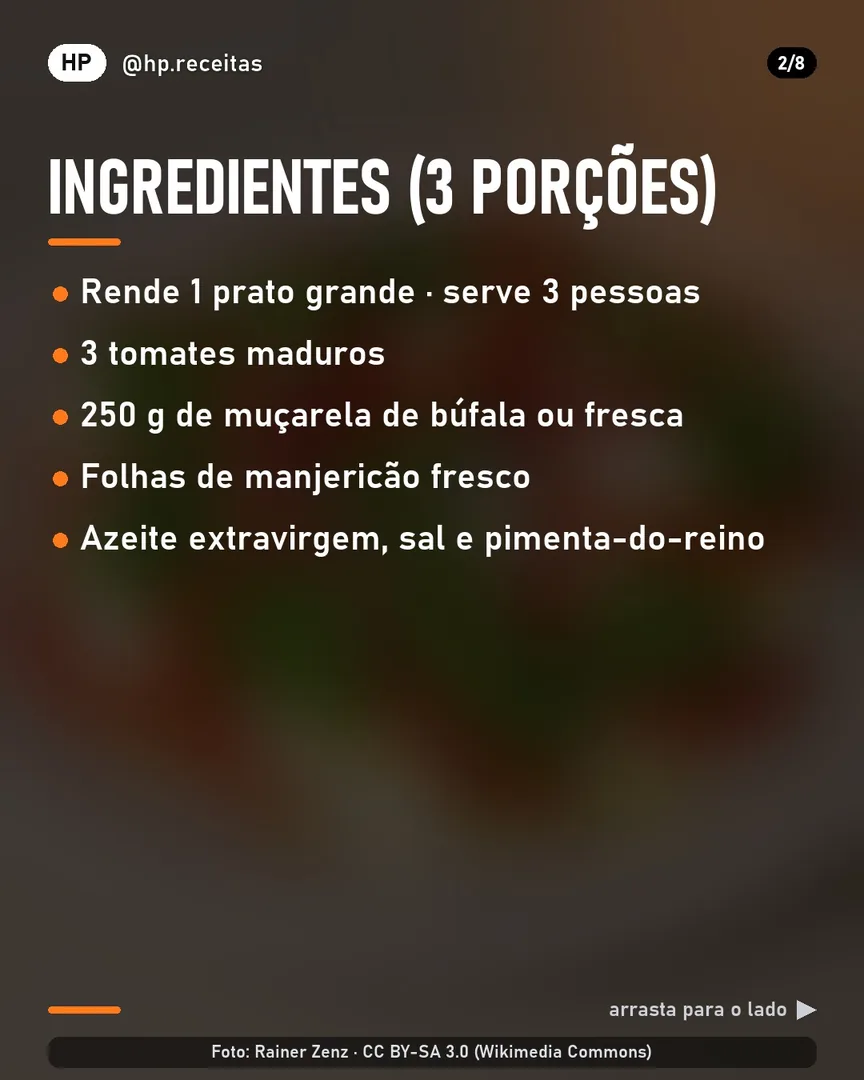 HP @hp.receitas 2/8
INGREDIENTES (3 PORÇÕES)
Rende 1 prato grande · serve 3 pessoas
3 tomates maduros
250 g de muçarela de búfala ou fresca
Folhas de manjericão fresco
Azeite extravirgem, sal e pimenta-do-reino
arrasta para o lado ▶
Foto: Rainer Zenz · CC BY-SA 3.0 (Wikimedia Commons)